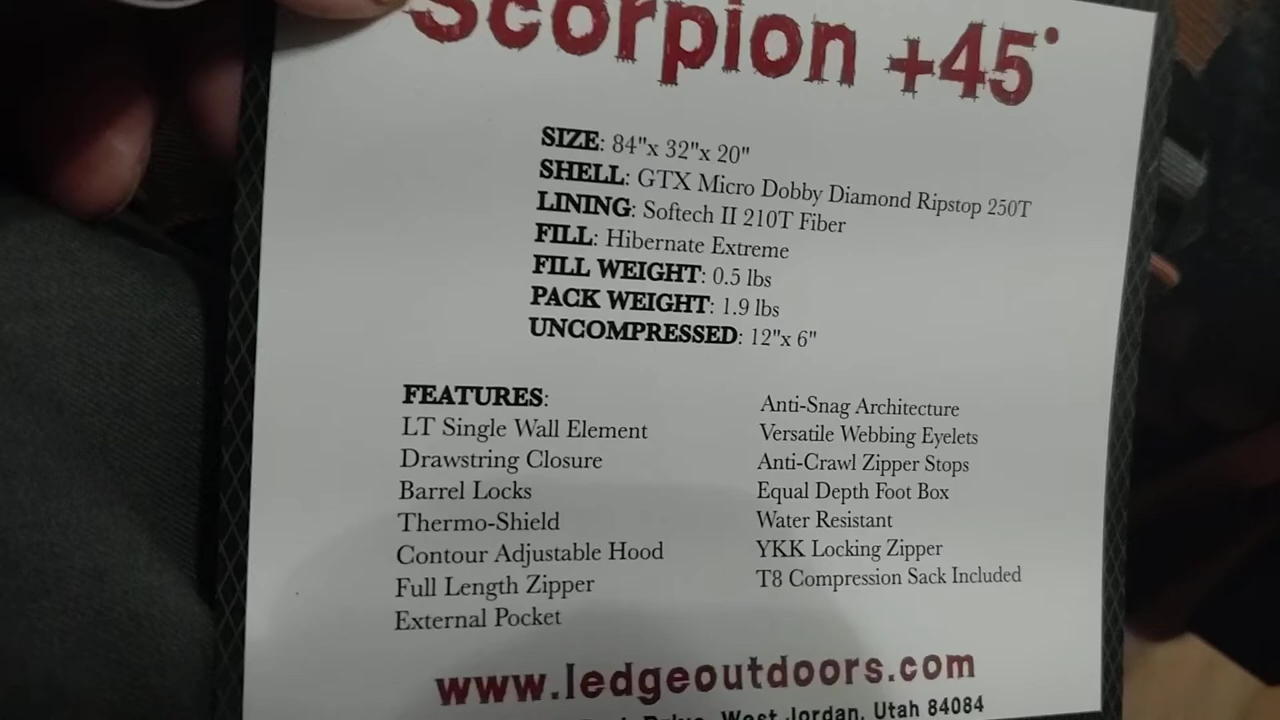 Scorpion +45°
SIZE: 84"x 32"x 20"
SHELL: GTX Micro Dobby Diamond Ripstop 250T
LINING: Softech II 210T Fiber
FILL: Hibernate Extreme
FILL WEIGHT: 0.5 lbs
PACK WEIGHT: 1.9 lbs
UNCOMPRESSED: 12"x 6"
FEATURES:
LT Single Wall Element
Drawstring Closure
Barrel Locks
Thermo-Shield
Contour Adjustable Hood
Full Length Zipper
External Pocket
Anti-Snag Architecture
Versatile Webbing Eyelets
Anti-Crawl Zipper Stops
Equal Depth Foot Box
Water Resistant
YKK Locking Zipper
T8 Compression Sack Included
www.ledgeoutdoors.com
Drive, West Jordan, Utah 84084